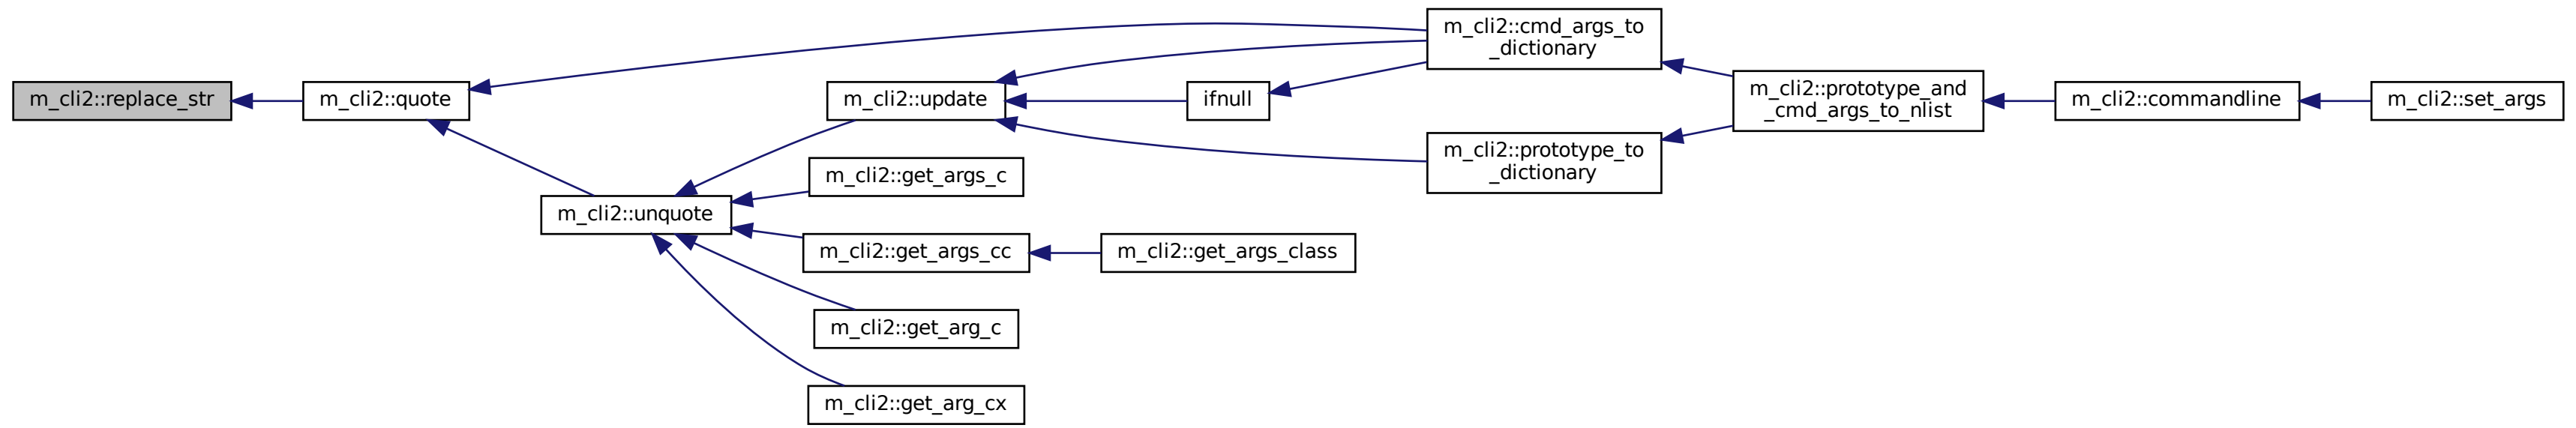 m_cli2::replace_str
m_cli2::quote
m_cli2::unquote
m_cli2::update
m_cli2::get_args_c
m_cli2::get_args_cc
m_cli2::get_arg_c
m_cli2::get_arg_cx
ifnull
m_cli2::get_args_class
m_cli2::cmd_args_to
_dictionary
m_cli2::prototype_to
_dictionary
m_cli2::prototype_and
_cmd_args_to_nlist
m_cli2::commandline
m_cli2::set_args